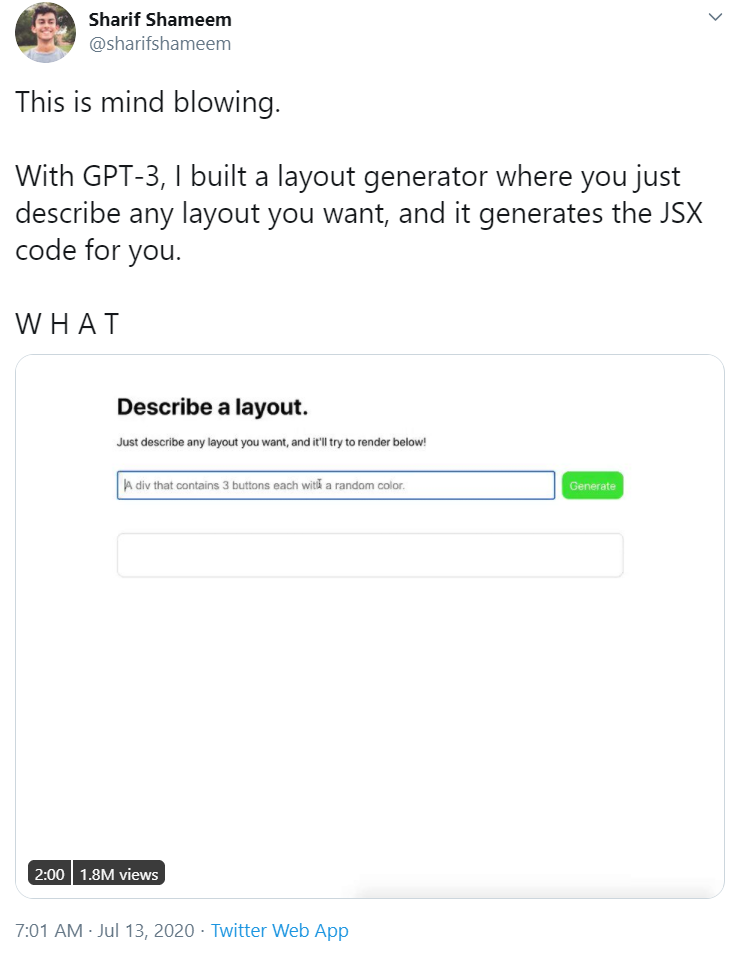 Sharif Shameem
@sharifshameem
This is mind blowing.
With GPT-3, I built a layout generator where you just
describe any layout you want, and it generates the JSX
code for you.
W H A T
Describe a layout.
Just describe any layout you want, and it'll try to render below!
A div that contains 3 buttons each with a random color.
Generate
2:00 1.8M views
7:01 AM · Jul 13, 2020 · Twitter Web App